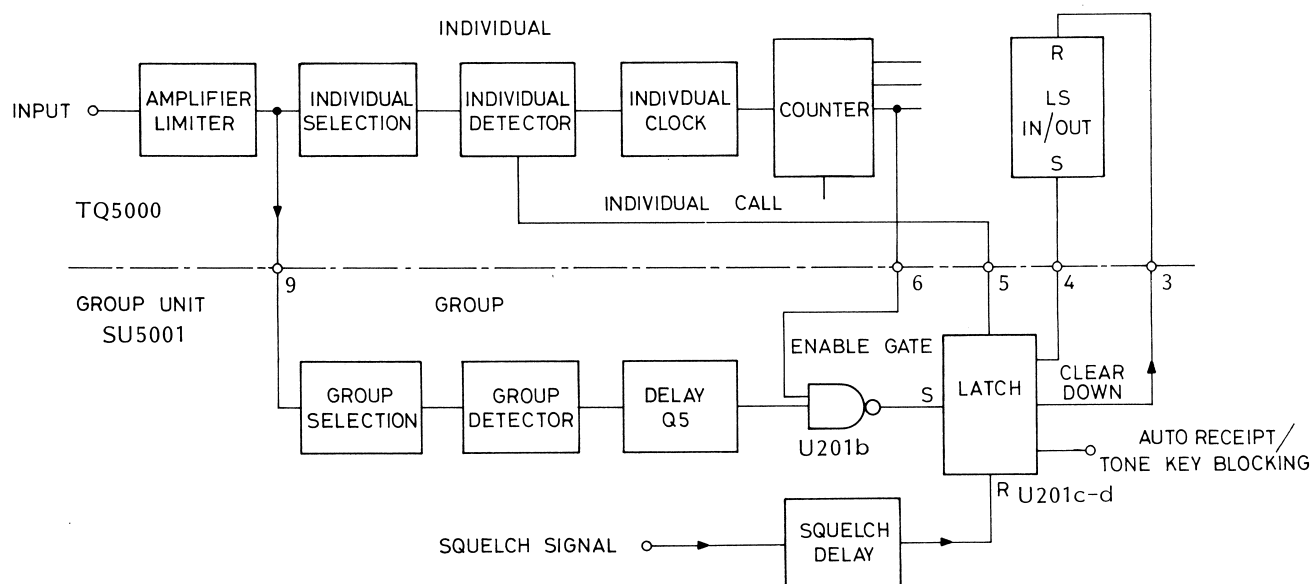 INDIVIDUAL
INPUT
AMPLIFIER
LIMITER
INDIVIDUAL
SELECTION
INDIVIDUAL
DETECTOR
INDIVDUAL
CLOCK
COUNTER
R
LS
IN/OUT
S
TQ5000
INDIVIDUAL CALL
9
6
5
4
3
GROUP UNIT
SU5001
GROUP
ENABLE GATE
GROUP
SELECTION
GROUP
DETECTOR
DELAY
Q5
U201b
S
LATCH
CLEAR
DOWN
AUTO RECEIPT/
TONE KEY BLOCKING
R
U201c-d
SQUELCH SIGNAL
SQUELCH
DELAY